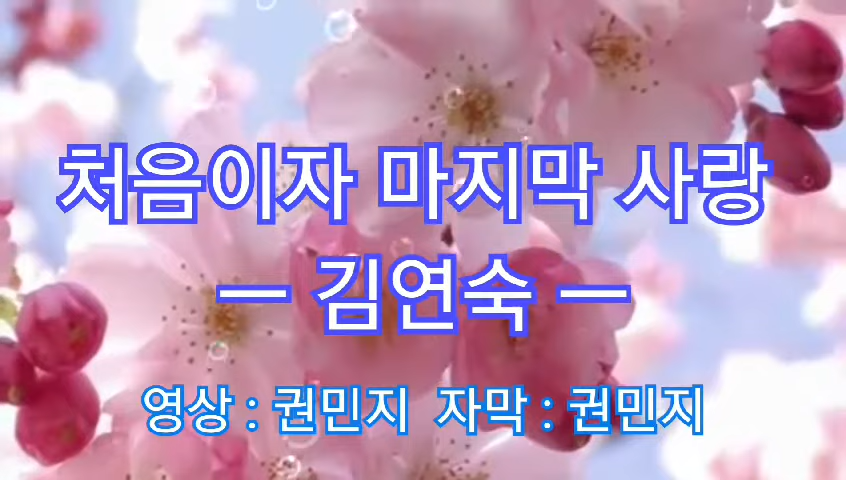 처음이자 마지막 사랑
ㅡ 김연숙 ㅡ
영상 : 권민지 자막 : 권민지